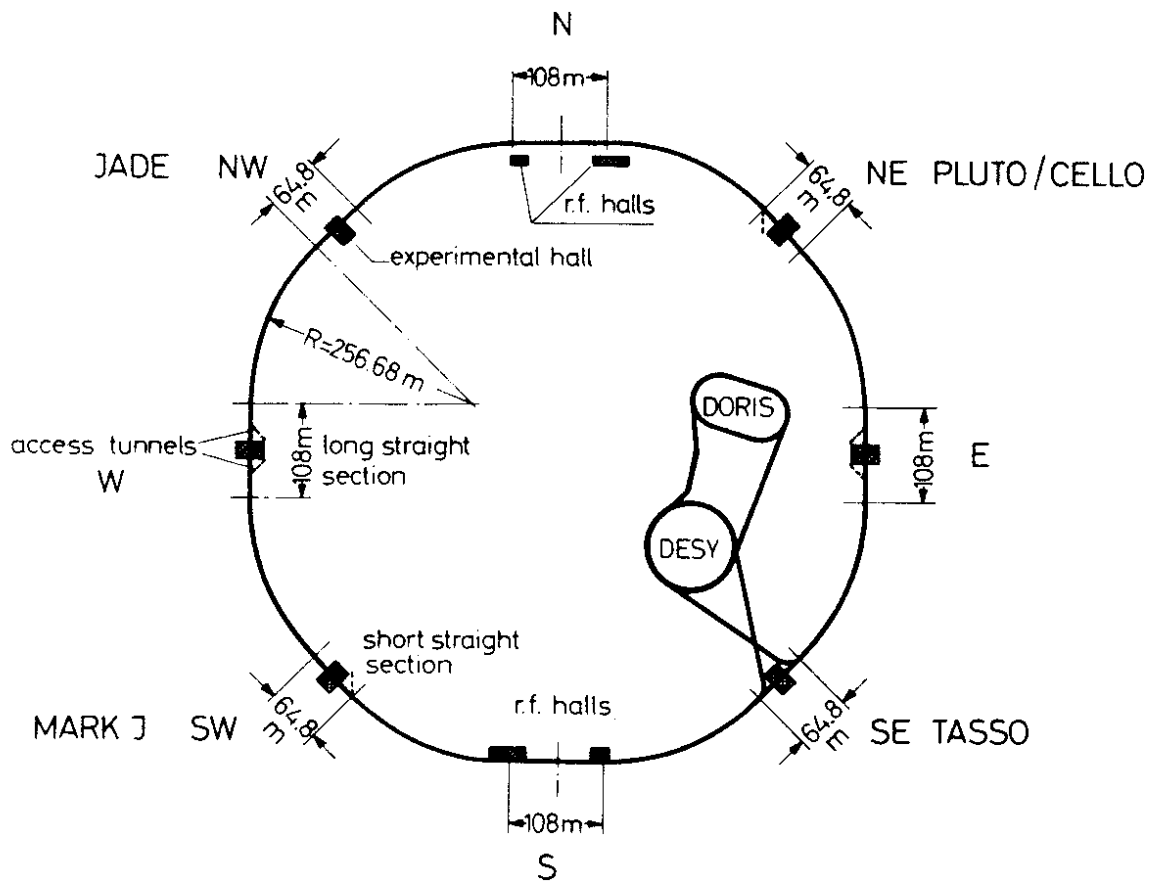 N
108m
JADE NW
64.8
m
64.8
m
NE PLUTO/CELLO
r.f. halls
experimental hall
R=256.68 m
DORIS
access tunnels
W
108m
long straight
section
108m
E
DESY
short straight
section
MARK J SW
64.8
m
r.f. halls
64.8
m
SE TASSO
108m
S